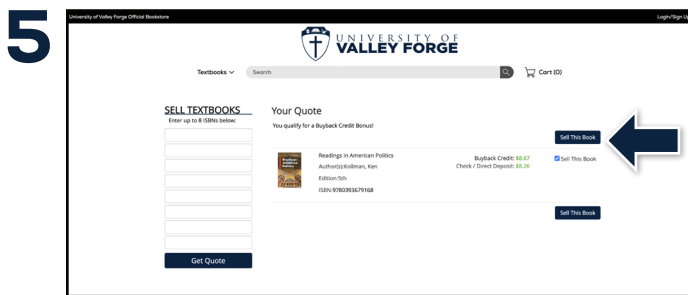 5
University of Valley Forge Official Bookstore
Login/Sign Up
UNIVERSITY OF
VALLEY FORGE
Textbooks
Search
Cart (0)
SELL TEXTBOOKS
Enter up to 8 ISBNs below:
Get Quote
Your Quote
You qualify for a Buyback Credit Bonus!
Sell This Book
Readings In American Politics
Author(s):Kollman, Ken
Edition:5th
ISBN:9780393679168
Buyback Credit: $8.67
Check / Direct Deposit: $8.26
Sell This Book
Sell This Book